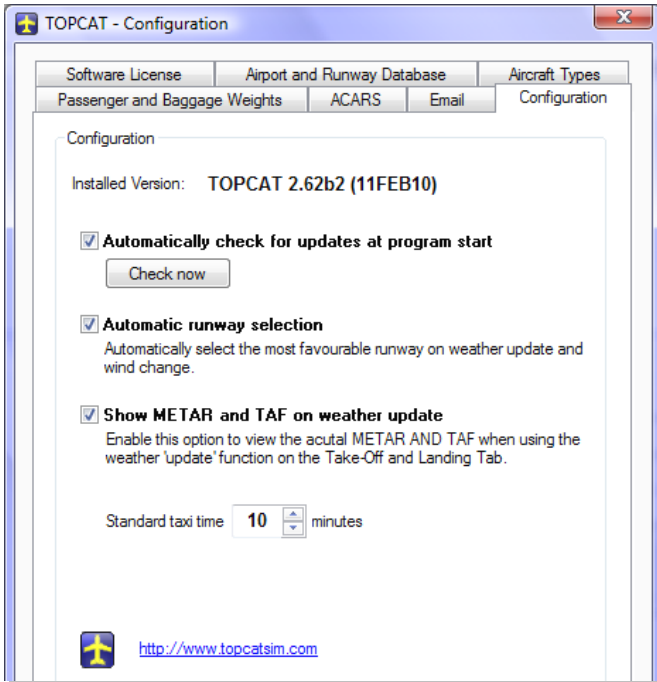 TOPCAT - Configuration
Software License
Airport and Runway Database
Aircraft Types
Passenger and Baggage Weights
ACARS
Email
Configuration
Configuration
Installed Version: TOPCAT 2.62b2 (11FEB10)
Automatically check for updates at program start
Check now
Automatic runway selection
Automatically select the most favourable runway on weather update and
wind change.
Show METAR and TAF on weather update
Enable this option to view the acutal METAR AND TAF when using the
weather 'update' function on the Take-Off and Landing Tab.
Standard taxi time 10 minutes
http://www.topcatsim.com